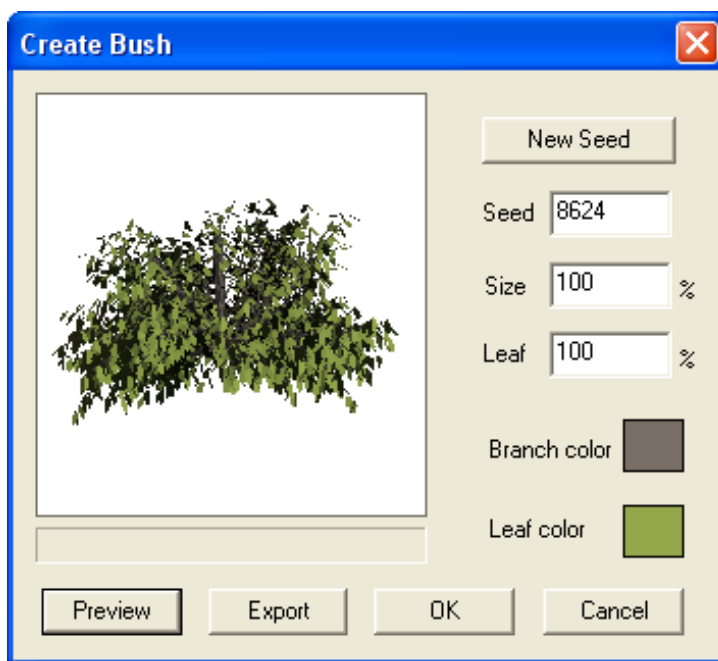 Create Bush
New Seed
Seed 8624
Size 100 %
Leaf 100 %
Branch color
Leaf color
Preview Export OK Cancel